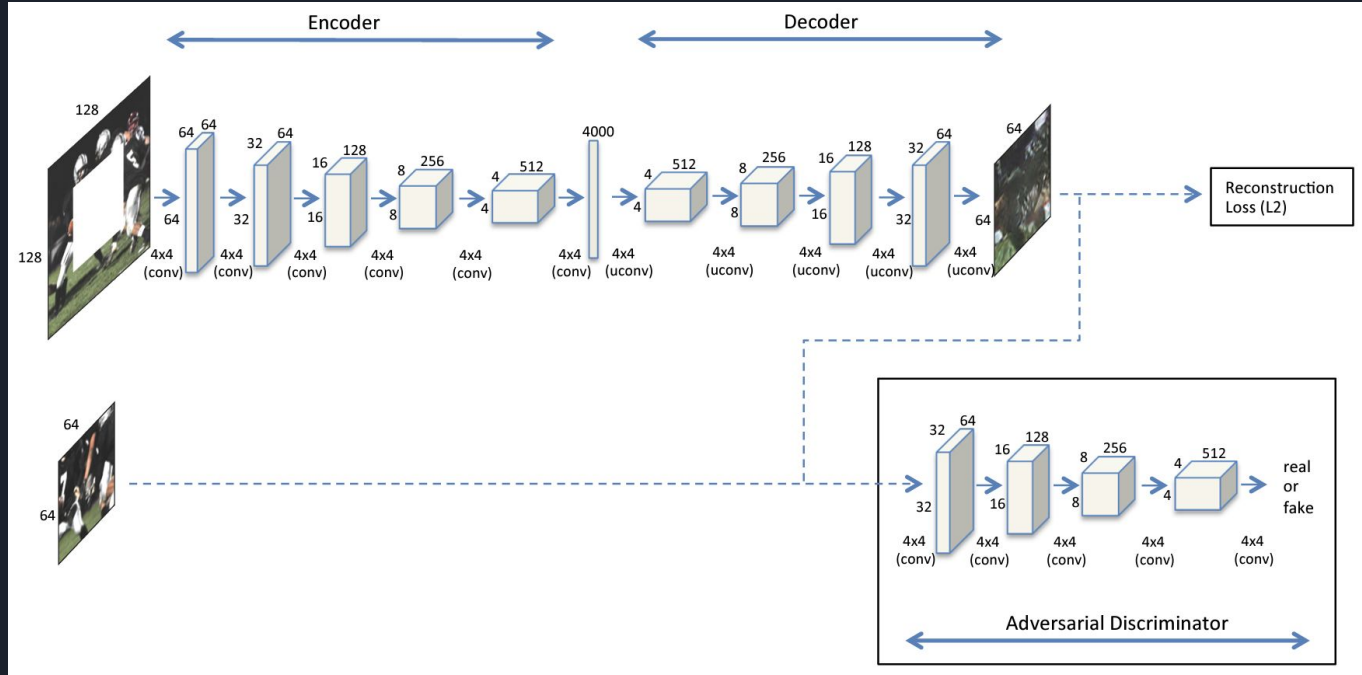 Encoder
Decoder
128
128
64 64
64
4x4
(conv)
32 64
32
4x4
(conv)
16 128
16
4x4
(conv)
8 256
8
4x4
(conv)
4 512
4
4x4
(conv)
4000
4x4
(conv)
4x4
(uconv)
4 512
4
8 256
8
4x4
(uconv)
16 128
16
4x4
(uconv)
32 64
32
4x4
(uconv)
64
64
4x4
(uconv)
Reconstruction
Loss (L2)
64
64
32 64
32
4x4
(conv)
16 128
16
4x4
(conv)
8 256
8
4x4
(conv)
4 512
4
4x4
(conv)
4x4
(conv)
real
or
fake
Adversarial Discriminator